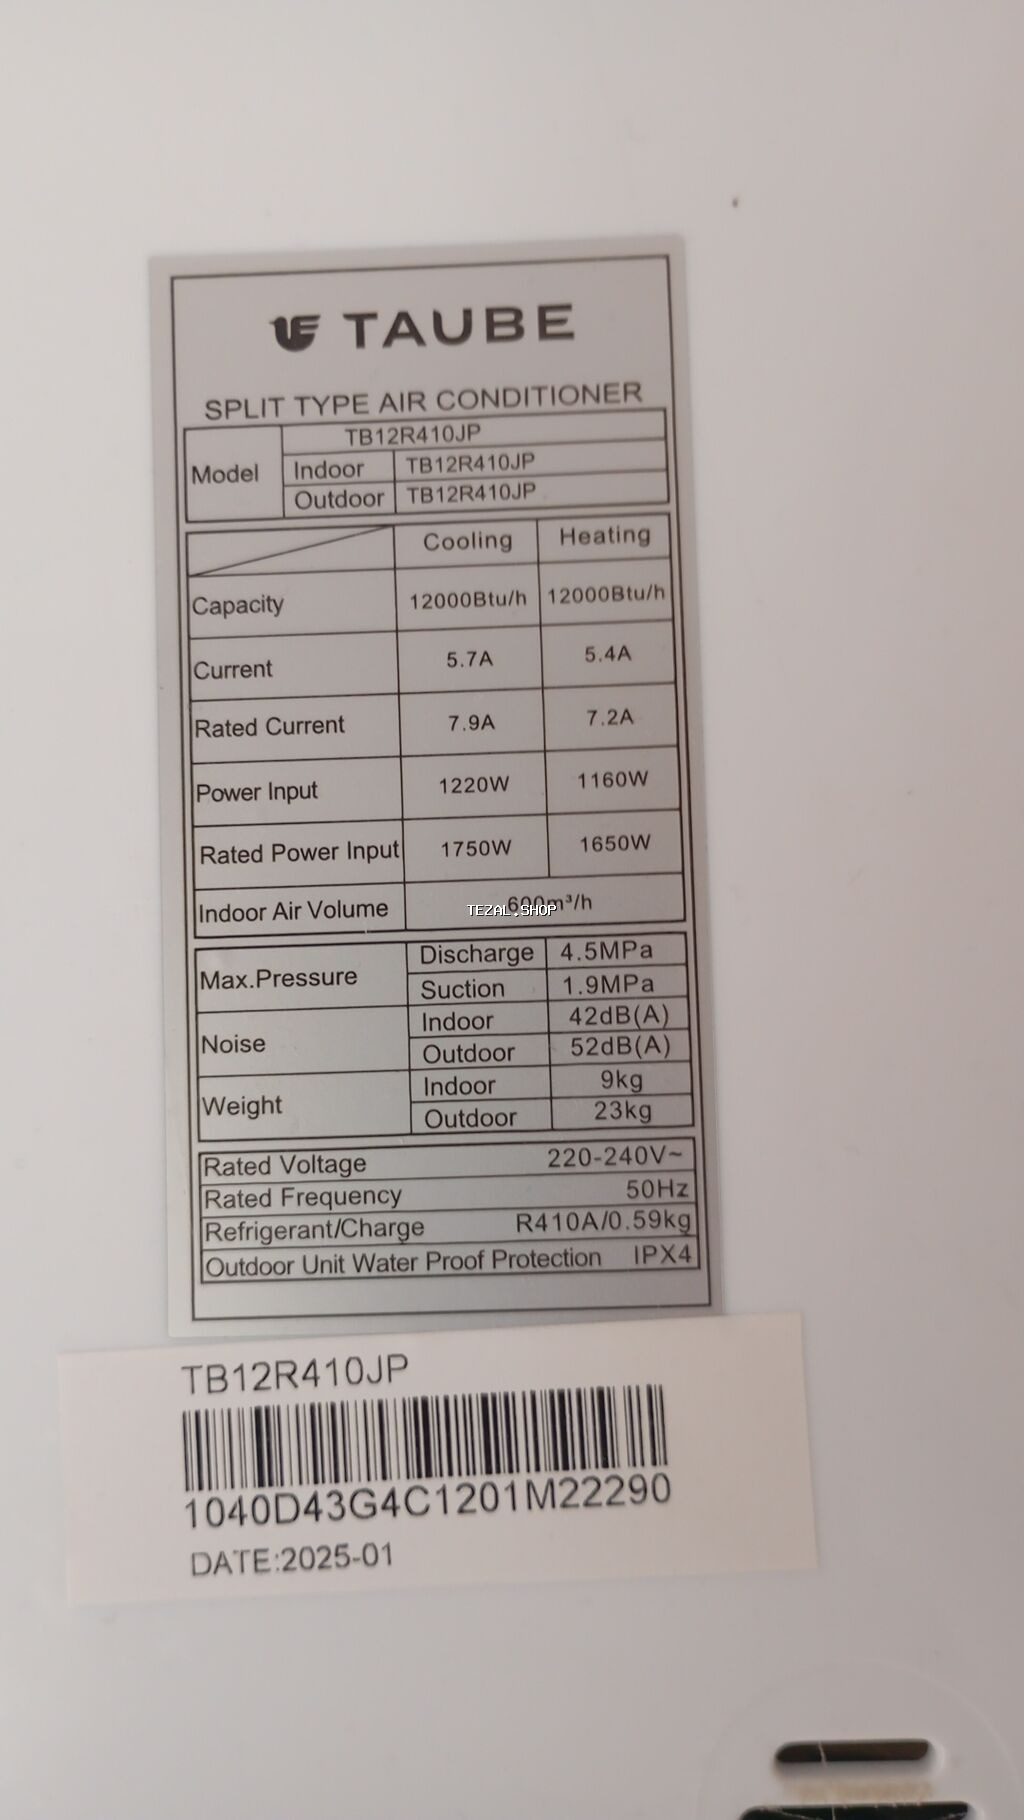 TAUBE
SPLIT TYPE AIR CONDITIONER
Model TB12R410JP
Indoor TB12R410JP
Outdoor TB12R410JP
Cooling Heating
Capacity 12000Btu/h 12000Btu/h
Current 5.7A 5.4A
Rated Current 7.9A 7.2A
Power Input 1220W 1160W
Rated Power Input 1750W 1650W
Indoor Air Volume 600m³/h
TEZAL.SHOP
Max.Pressure Discharge 4.5MPa
Suction 1.9MPa
Noise Indoor 42dB(A)
Outdoor 52dB(A)
Weight Indoor 9kg
Outdoor 23kg
Rated Voltage 220-240V~
Rated Frequency 50Hz
Refrigerant/Charge R410A/0.59kg
Outdoor Unit Water Proof Protection IPX4
TB12R410JP
1040D43G4C1201M22290
DATE:2025-01